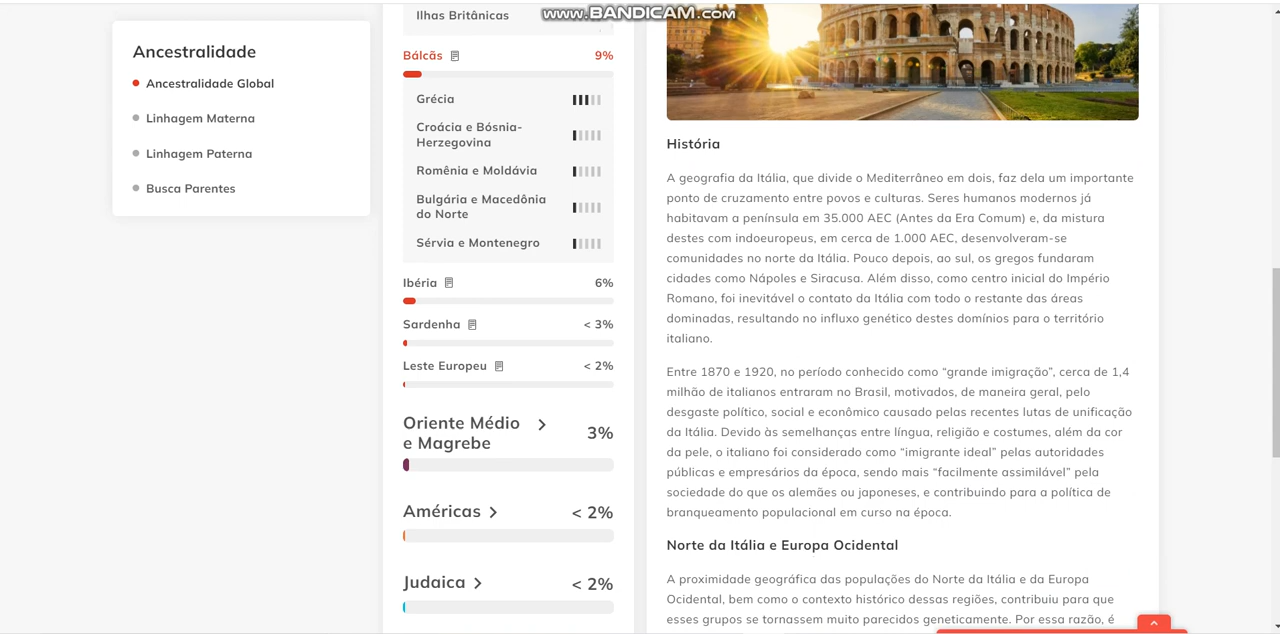 www.BANDICAM.com
Ancestralidade
Ancestralidade Global
Linhagem Materna
Linhagem Paterna
Busca Parentes
Ilhas Britânicas
Bálcãs 9%
Grécia
Croácia e Bósnia-
Herzegovina
Romênia e Moldávia
Bulgária e Macedônia
do Norte
Sérvia e Montenegro
Ibéria 6%
Sardenha < 3%
Leste Europeu < 2%
Oriente Médio
e Magrebe 3%
Américas < 2%
Judaica < 2%
História
A geografia da Itália, que divide o Mediterrâneo em dois, faz dela um importante
ponto de cruzamento entre povos e culturas. Seres humanos modernos já
habitavam a península em 35.000 AEC (Antes da Era Comum) e, da mistura
destes com indoeuropeus, em cerca de 1.000 AEC, desenvolveram-se
comunidades no norte da Itália. Pouco depois, ao sul, os gregos fundaram
cidades como Nápoles e Siracusa. Além disso, como centro inicial do Império
Romano, foi inevitável o contato da Itália com todo o restante das áreas
dominadas, resultando no influxo genético destes domínios para o território
italiano.
Entre 1870 e 1920, no período conhecido como “grande imigração”, cerca de 1,4
milhão de italianos entraram no Brasil, motivados, de maneira geral, pelo
desgaste político, social e econômico causado pelas recentes lutas de unificação
da Itália. Devido às semelhanças entre língua, religião e costumes, além da cor
da pele, o italiano foi considerado como “imigrante ideal” pelas autoridades
públicas e empresários da época, sendo mais “facilmente assimilável” pela
sociedade do que os alemães ou japoneses, e contribuindo para a política de
branqueamento populacional em curso na época.
Norte da Itália e Europa Ocidental
A proximidade geográfica das populações do Norte da Itália e da Europa
Ocidental, bem como o contexto histórico dessas regiões, contribuiu para que
esses grupos se tornassem muito parecidos geneticamente. Por essa razão, é